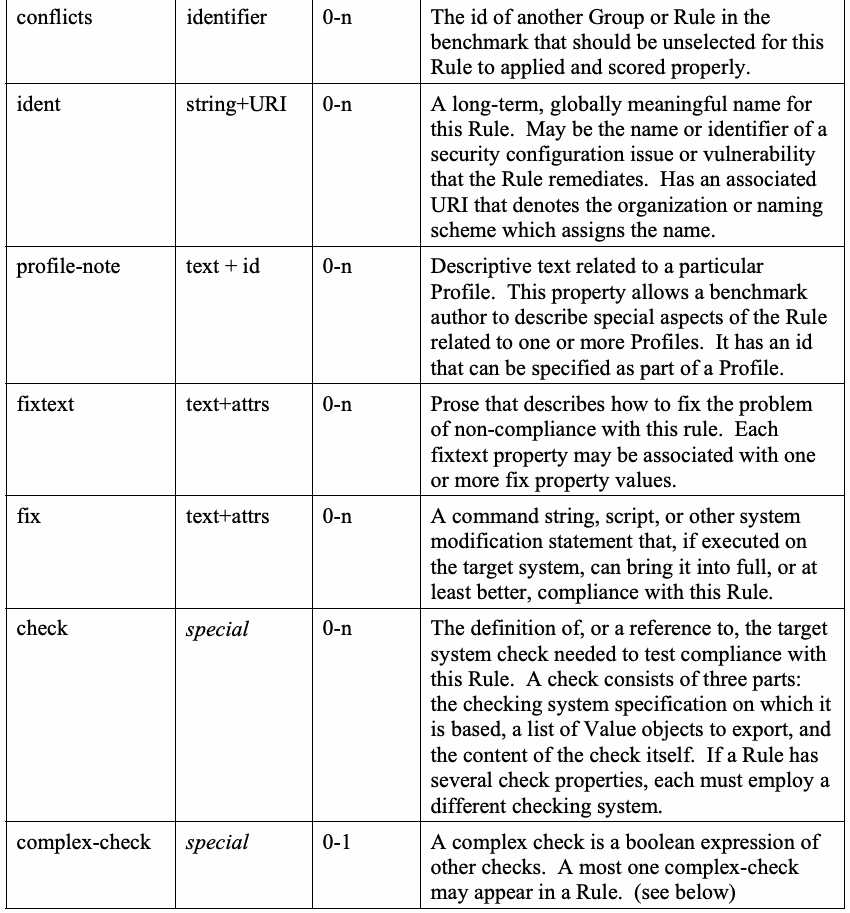 conflicts identifier 0-n The id of another Group or Rule in the
benchmark that should be unselected for this
Rule to applied and scored properly.
ident string+URI 0-n A long-term, globally meaningful name for
this Rule.  May be the name or identifier of a
security configuration issue or vulnerability
that the Rule remediates.  Has an associated
URI that denotes the organization or naming
scheme which assigns the name.
profile-note text + id 0-n Descriptive text related to a particular
Profile.  This property allows a benchmark
author to describe special aspects of the Rule
related to one or more Profiles.  It has an id
that can be specified as part of a Profile.
fixtext text+attrs 0-n Prose that describes how to fix the problem
of non-compliance with this rule.  Each
fixtext property may be associated with one
or more fix property values.
fix text+attrs 0-n A command string, script, or other system
modification statement that, if executed on
the target system, can bring it into full, or at
least better, compliance with this Rule.
check special 0-n The definition of, or a reference to, the target
system check needed to test compliance with
this Rule.  A check consists of three parts:
the checking system specification on which it
is based, a list of Value objects to export, and
the content of the check itself.  If a Rule has
several check properties, each must employ a
different checking system.
complex-check special 0-1 A complex check is a boolean expression of
other checks.  A most one complex-check
may appear in a Rule.  (see below)